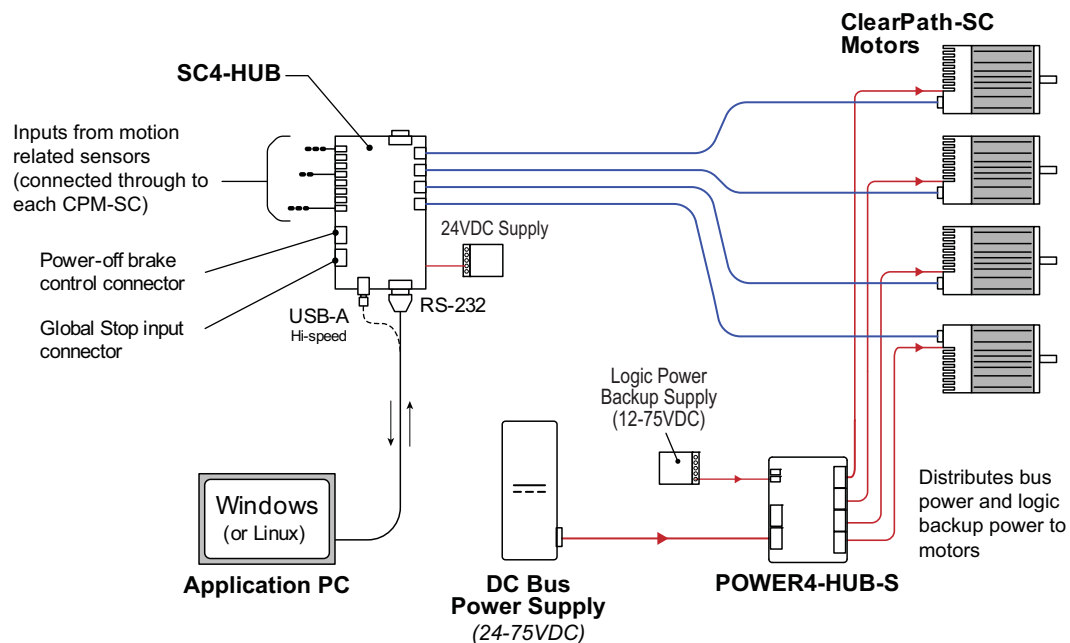 ClearPath-SC
Motors
SC4-HUB
Inputs from motion
related sensors
(connected through to
each CPM-SC)
24VDC Supply
Power-off brake
control connector
RS-232
USB-A
Hi-speed
Global Stop input
connector
Logic Power
Backup Supply
(12-75VDC)
Windows
(or Linux)
Distributes bus
power and logic
backup power to
motors
Application PC
DC Bus
Power Supply
(24-75VDC)
POWER4-HUB-S